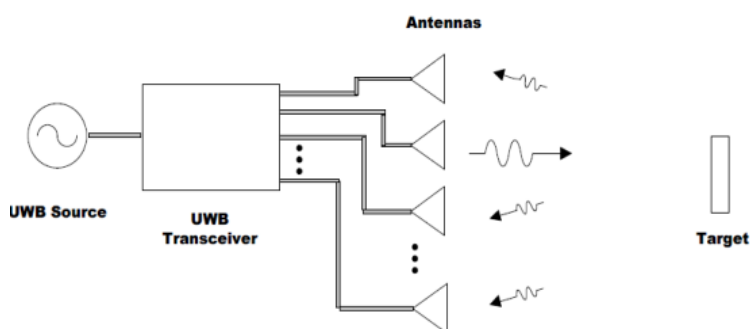 Antennas
UWB Source
UWB
Transceiver
Target